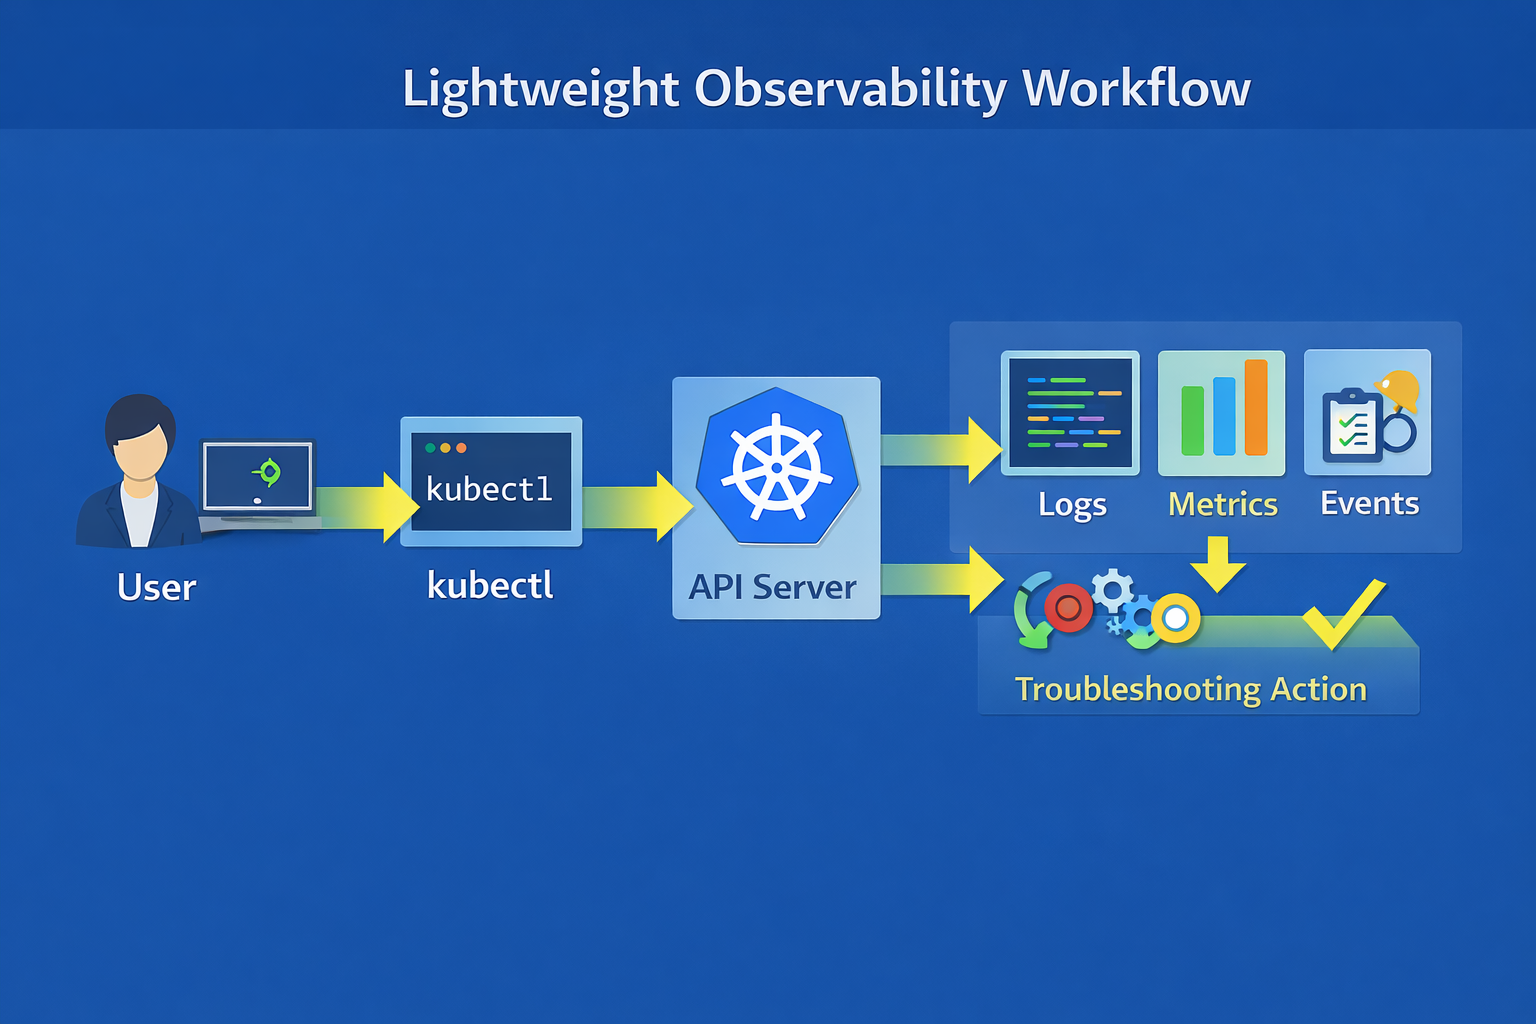 Lightweight Observability Workflow
User
kubectl
kubectl
API Server
Logs
Metrics
Events
Troubleshooting Action